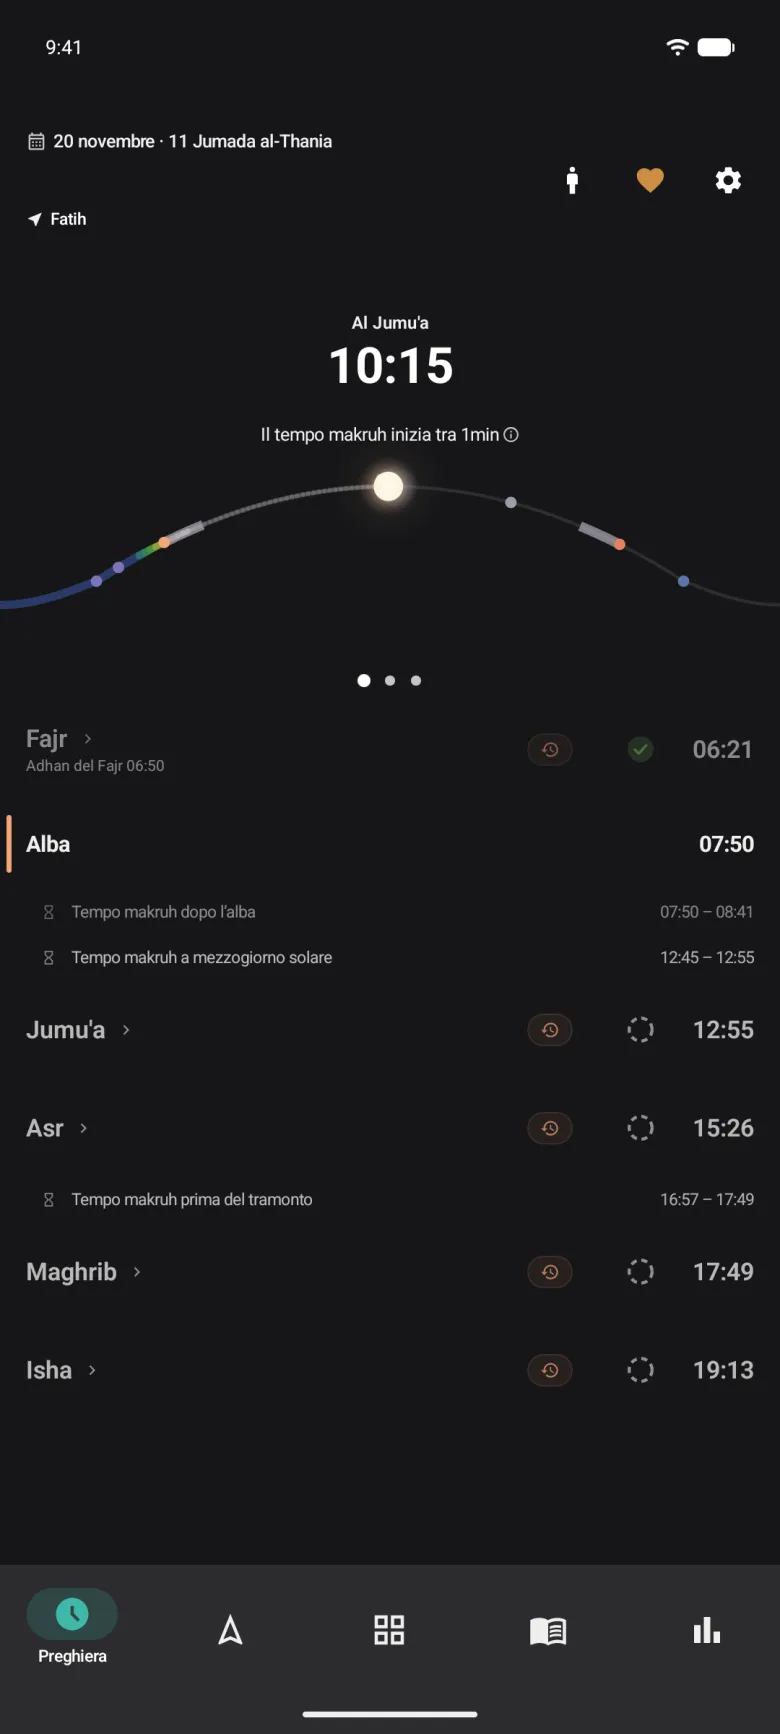 9:41
20 novembre · 11 Jumada al-Thania
Fatih
Al Jumu'a
10:15
Il tempo makruh inizia tra 1min
Fajr
06:21
Adhan del Fajr 06:50
Alba
07:50
Tempo makruh dopo l'alba
07:50 – 08:41
Tempo makruh a mezzogiorno solare
12:45 – 12:55
Jumu'a
12:55
Asr
15:26
Tempo makruh prima del tramonto
16:57 – 17:49
Maghrib
17:49
Isha
19:13
Preghiera